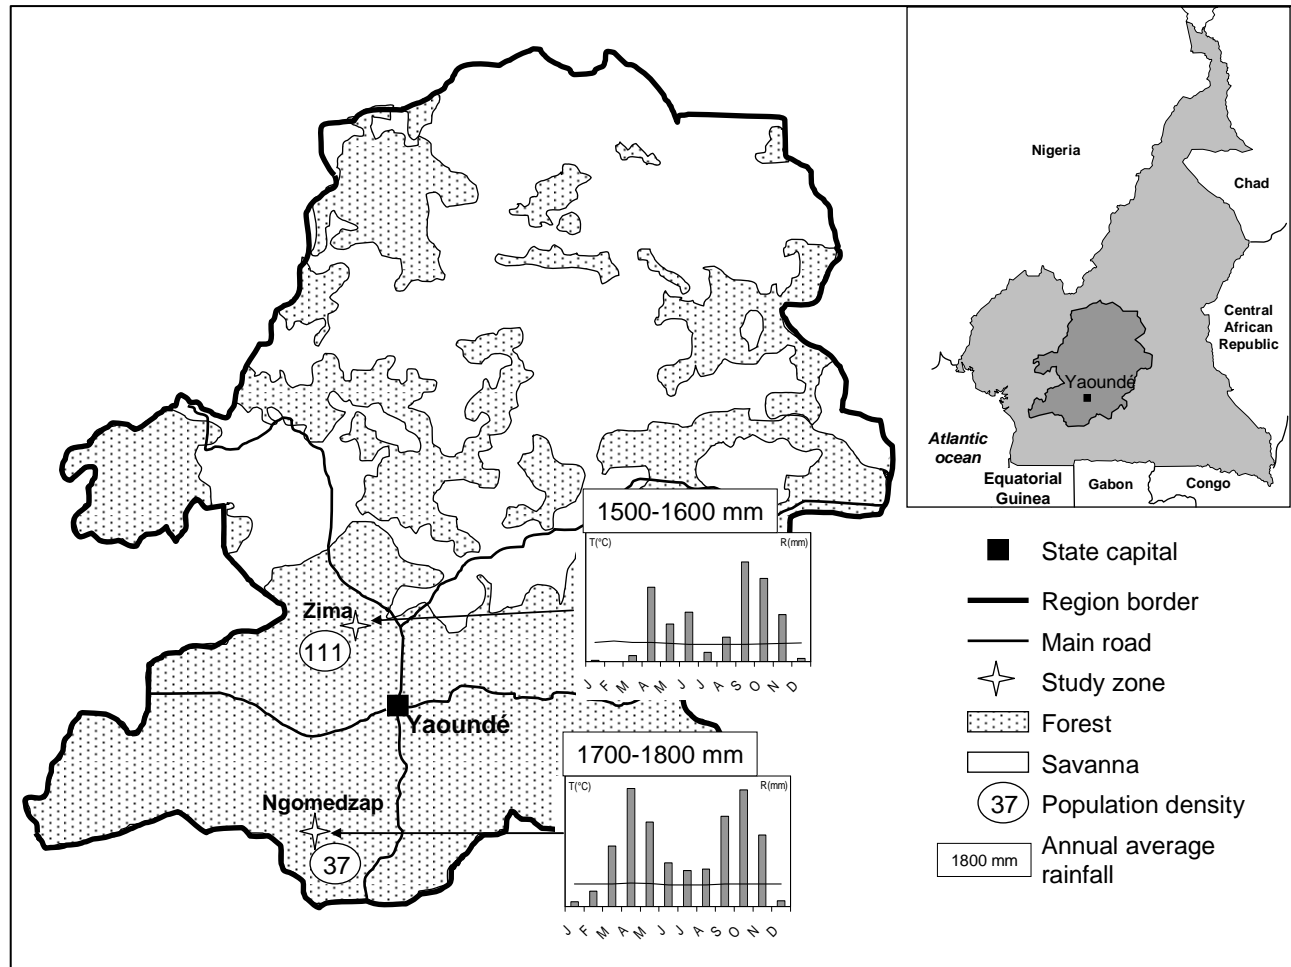 Nigeria
Chad
Central
African
Republic
Yaoundé
Atlantic
ocean
Equatorial
Guinea
Gabon
Congo
1500-1600 mm
T(°C)
R(mm)
J F M A M J J A S O N D
Zima
111
Yaoundé
1700-1800 mm
T(°C)
R(mm)
J F M A M J J A S O N D
Ngomedzap
37
State capital
Region border
Main road
Study zone
Forest
Savanna
37
Population density
1800 mm
Annual average
rainfall